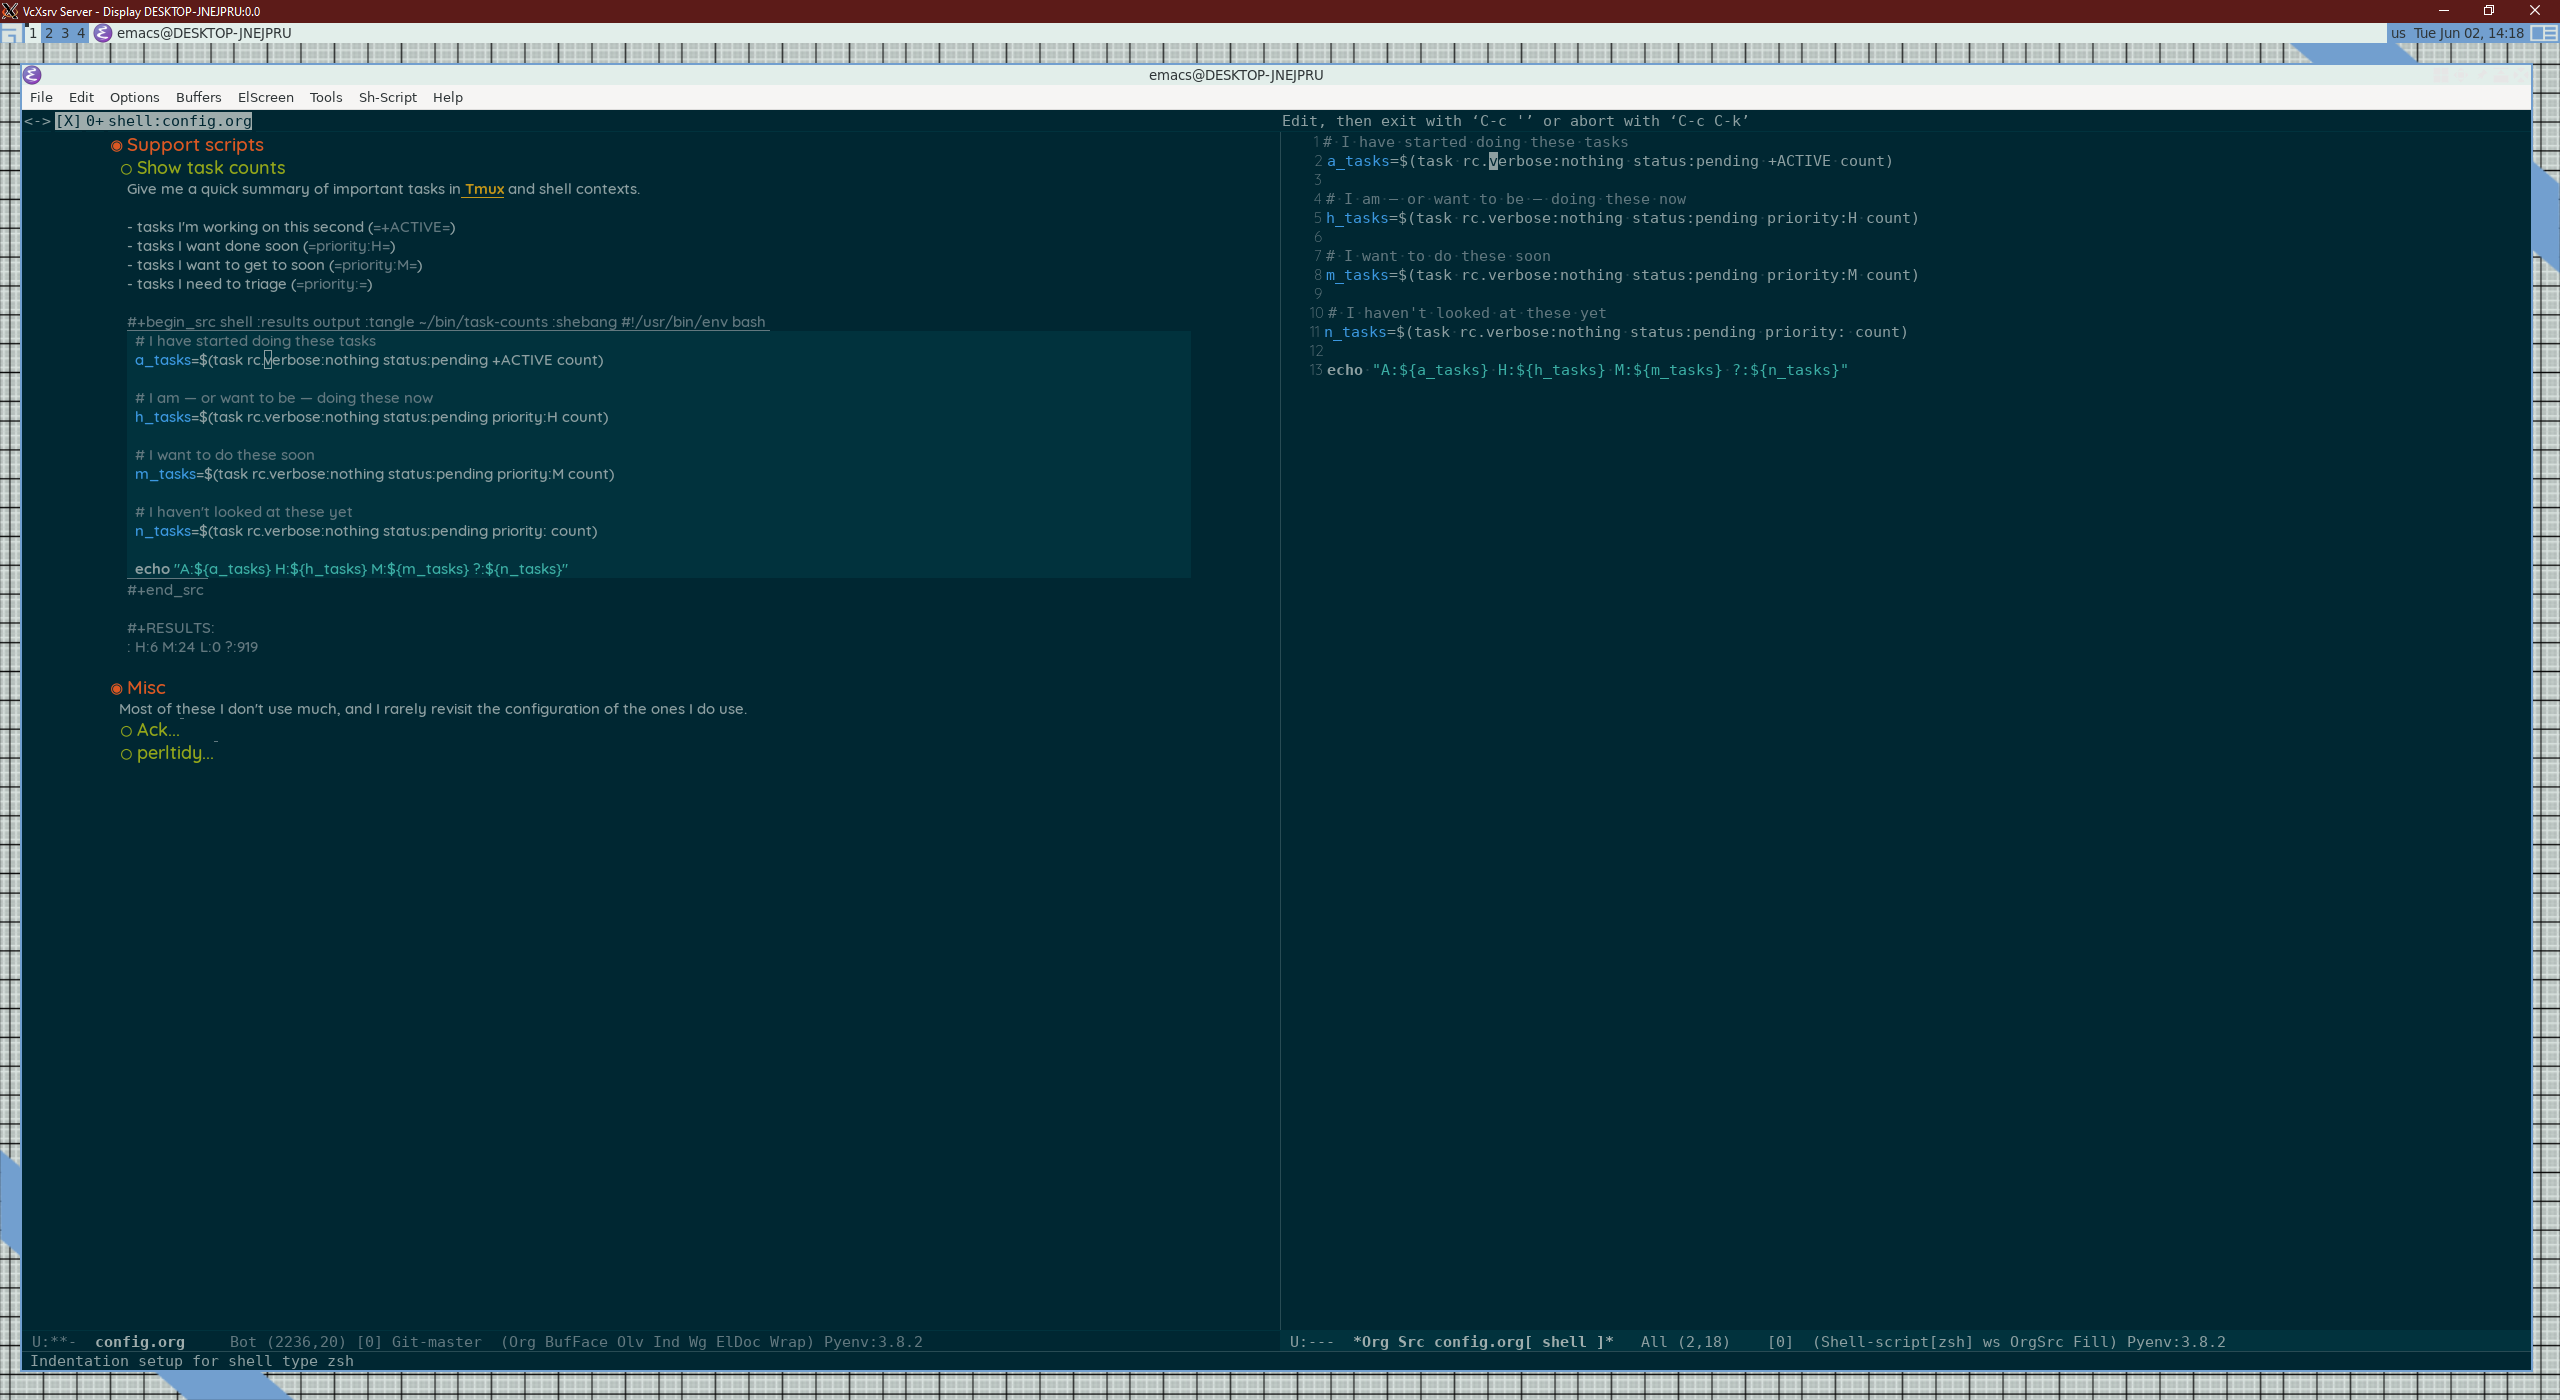 VcXsrv Server - Display DESKTOP-JNEJPRU:0.0
1 2 3 4 emacs@DESKTOP-JNEJPRU
us Tue Jun 02, 14:18
emacs@DESKTOP-JNEJPRU
File Edit Options Buffers ElScreen Tools Sh-Script Help
<-> [X] 0+ shell:config.org
◉ Support scripts
○ Show task counts
Give me a quick summary of important tasks in Tmux and shell contexts.
- tasks I'm working on this second (=+ACTIVE=)
- tasks I want done soon (=priority:H=)
- tasks I want to get to soon (=priority:M=)
- tasks I need to triage (=priority:=)
#+begin_src shell :results output :tangle ~/bin/task-counts :shebang #!/usr/bin/env bash
# I have started doing these tasks
a_tasks=$(task rc.verbose:nothing status:pending +ACTIVE count)
# I am — or want to be — doing these now
h_tasks=$(task rc.verbose:nothing status:pending priority:H count)
# I want to do these soon
m_tasks=$(task rc.verbose:nothing status:pending priority:M count)
# I haven't looked at these yet
n_tasks=$(task rc.verbose:nothing status:pending priority: count)
echo "A:${a_tasks} H:${h_tasks} M:${m_tasks} ?:${n_tasks}"
#+end_src
#+RESULTS:
: H:6 M:24 L:0 ?:919
◉ Misc
Most of these I don't use much, and I rarely revisit the configuration of the ones I do use.
○ Ack...
○ perltidy...
Edit, then exit with ‘C-c '’ or abort with ‘C-c C-k’
1 # I have started doing these tasks
2 a_tasks=$(task rc.verbose:nothing status:pending +ACTIVE count)
3
4 # I am — or want to be — doing these now
5 h_tasks=$(task rc.verbose:nothing status:pending priority:H count)
6
7 # I want to do these soon
8 m_tasks=$(task rc.verbose:nothing status:pending priority:M count)
9
10 # I haven't looked at these yet
11 n_tasks=$(task rc.verbose:nothing status:pending priority: count)
12
13 echo "A:${a_tasks} H:${h_tasks} M:${m_tasks} ?:${n_tasks}"
U:**- config.org Bot (2236,20) [0] Git-master (Org BufFace Olv Ind Wg ElDoc Wrap) Pyenv:3.8.2
U:--- *Org Src config.org[ shell ]* All (2,18) [0] (Shell-script[zsh] ws OrgSrc Fill) Pyenv:3.8.2
Indentation setup for shell type zsh